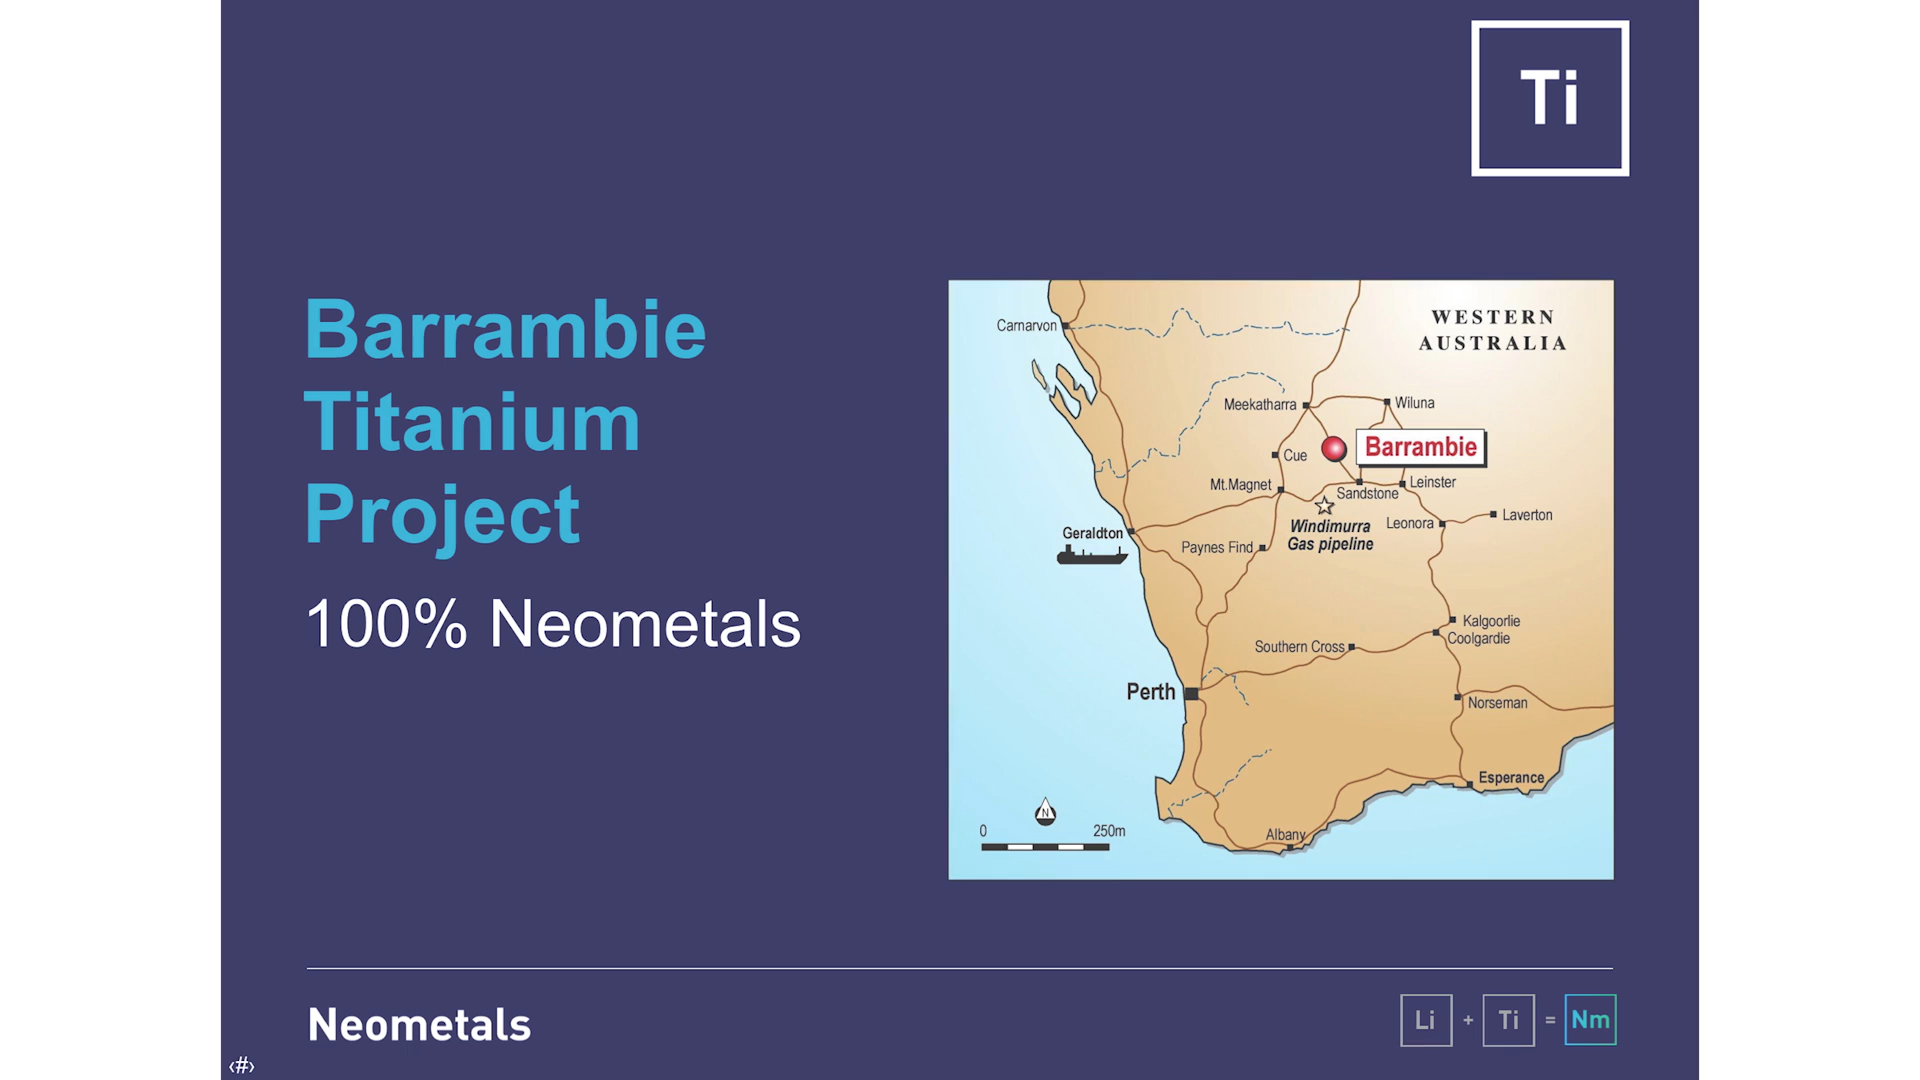 Ti
Barrambie
Titanium
Project
100% Neometals
WESTERN
AUSTRALIA
Carnarvon
Meekatharra
Wiluna
Barrambie
Cue
Mt.Magnet
Sandstone
Leinster
Windimurra
Gas pipeline
Leonora
Laverton
Geraldton
Paynes Find
Kalgoorlie
Coolgardie
Southern Cross
Perth
Norseman
Esperance
Albany
N
0 250m
Neometals
Li + Ti = Nm
‹#›